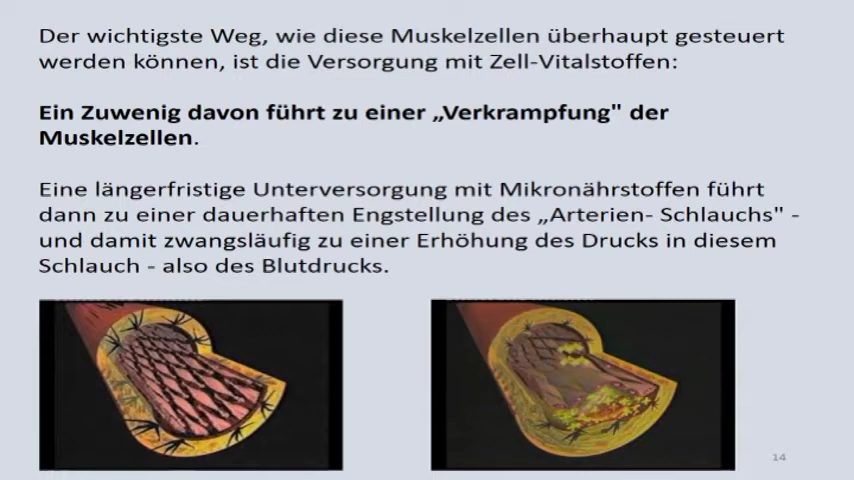 Der wichtigste Weg, wie diese Muskelzellen überhaupt gesteuert
werden können, ist die Versorgung mit Zell-Vitalstoffen:
Ein Zuwenig davon führt zu einer „Verkrampfung" der
Muskelzellen.
Eine längerfristige Unterversorgung mit Mikronährstoffen führt
dann zu einer dauerhaften Engstellung des „Arterien- Schlauchs" -
und damit zwangsläufig zu einer Erhöhung des Drucks in diesem
Schlauch - also des Blutdrucks.
14